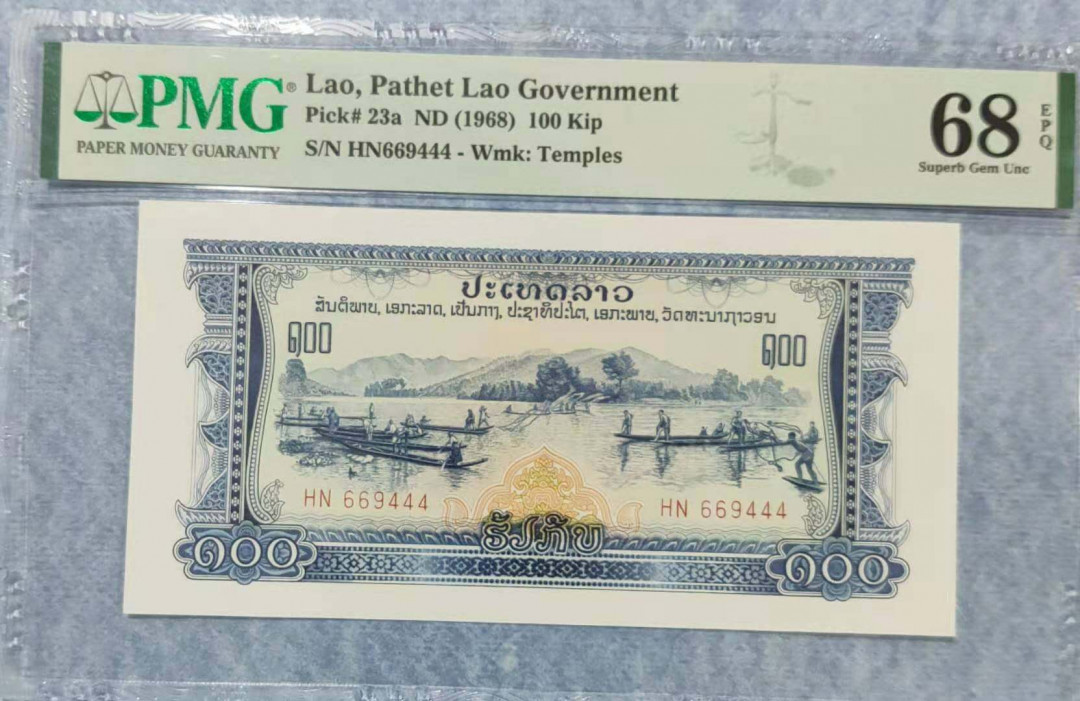 PMG®
PAPER MONEY GUARANTY
Lao, Pathet Lao Government
Pick# 23a ND (1968) 100 Kip
S/N HN669444 - Wmk: Temples
68
EPQ
Superb Gem Unc
ປະເທດລາວ
ສັນຕິພາບ, ເອກະລາດ, ເປັນກາງ, ປະຊາທິປະໄຕ, ເອກະພາບ, ວັດທະນາຖາວອນ
໑໐໐
໑໐໐
HN 669444
HN 669444
ຮ້ອຍກີບ
໑໐໐
໑໐໐